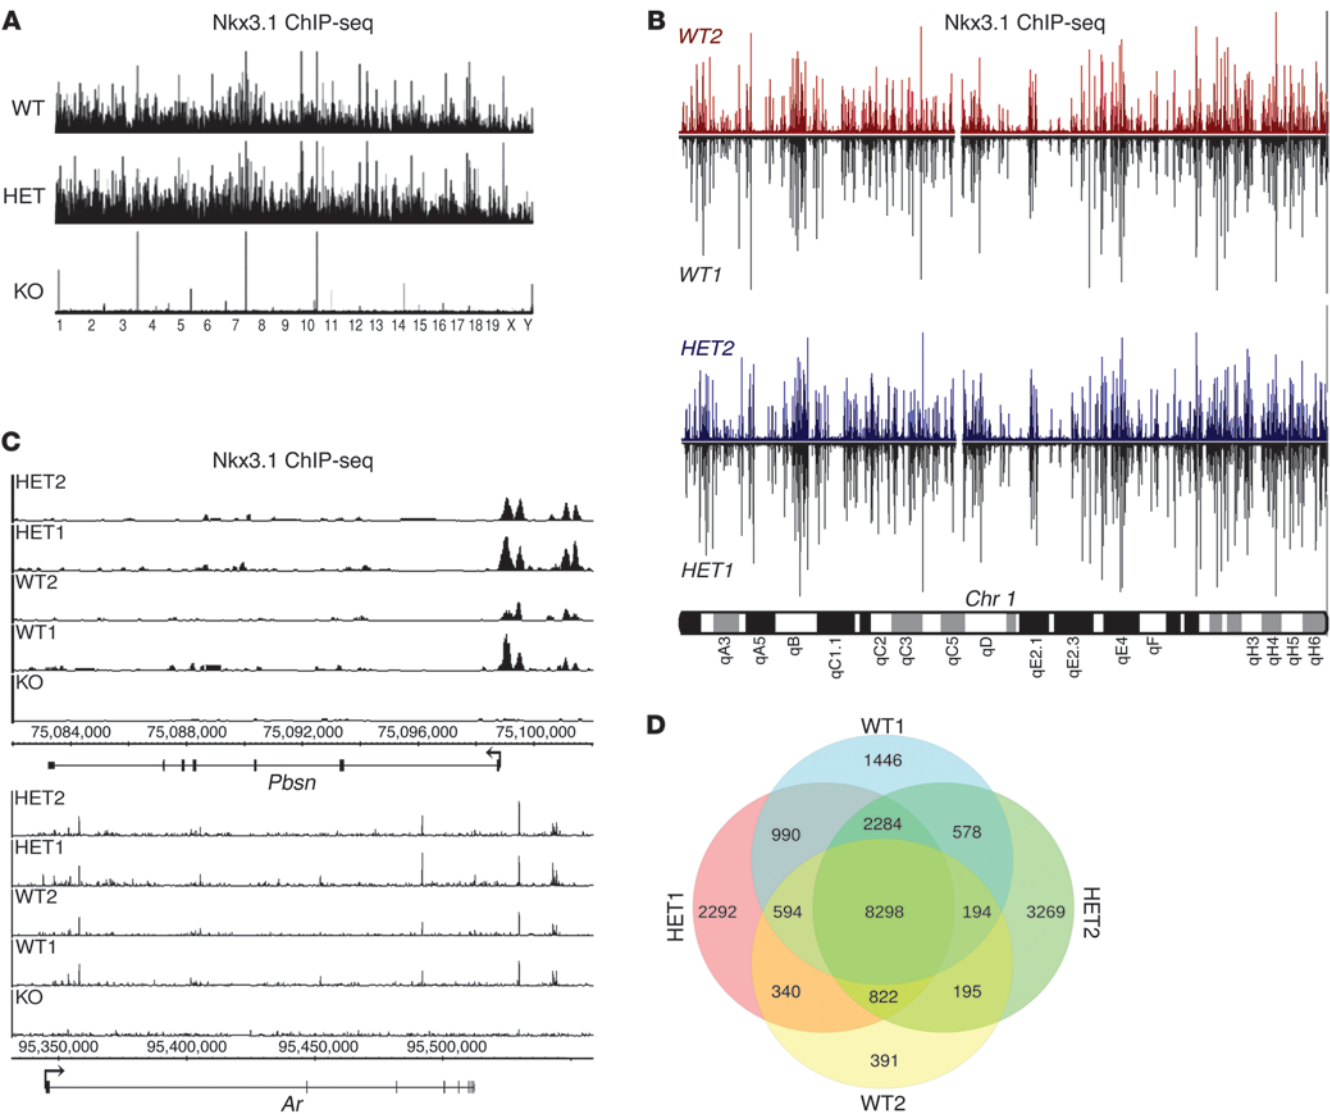 A
Nkx3.1 ChIP-seq
WT
HET
KO
1 2 3 4 5 6 7 8 9 10 11 12 13 14 15 16 17 18 19 X Y
B
Nkx3.1 ChIP-seq
WT2
WT1
HET2
HET1
Chr 1
qA3 qA5 qB qC1.1 qC2 qC3 qC5 qD qE2.1 qE2.3 qE4 qF qH3 qH4 qH5 qH6
C
Nkx3.1 ChIP-seq
HET2
HET1
WT2
WT1
KO
75,084,000 75,088,000 75,092,000 75,096,000 75,100,000
Pbsn
HET2
HET1
WT2
WT1
KO
95,350,000 95,400,000 95,450,000 95,500,000
Ar
D
WT1
1446
990 2284 578
HET1 2292 594 8298 194 3269 HET2
340 822 195
391
WT2